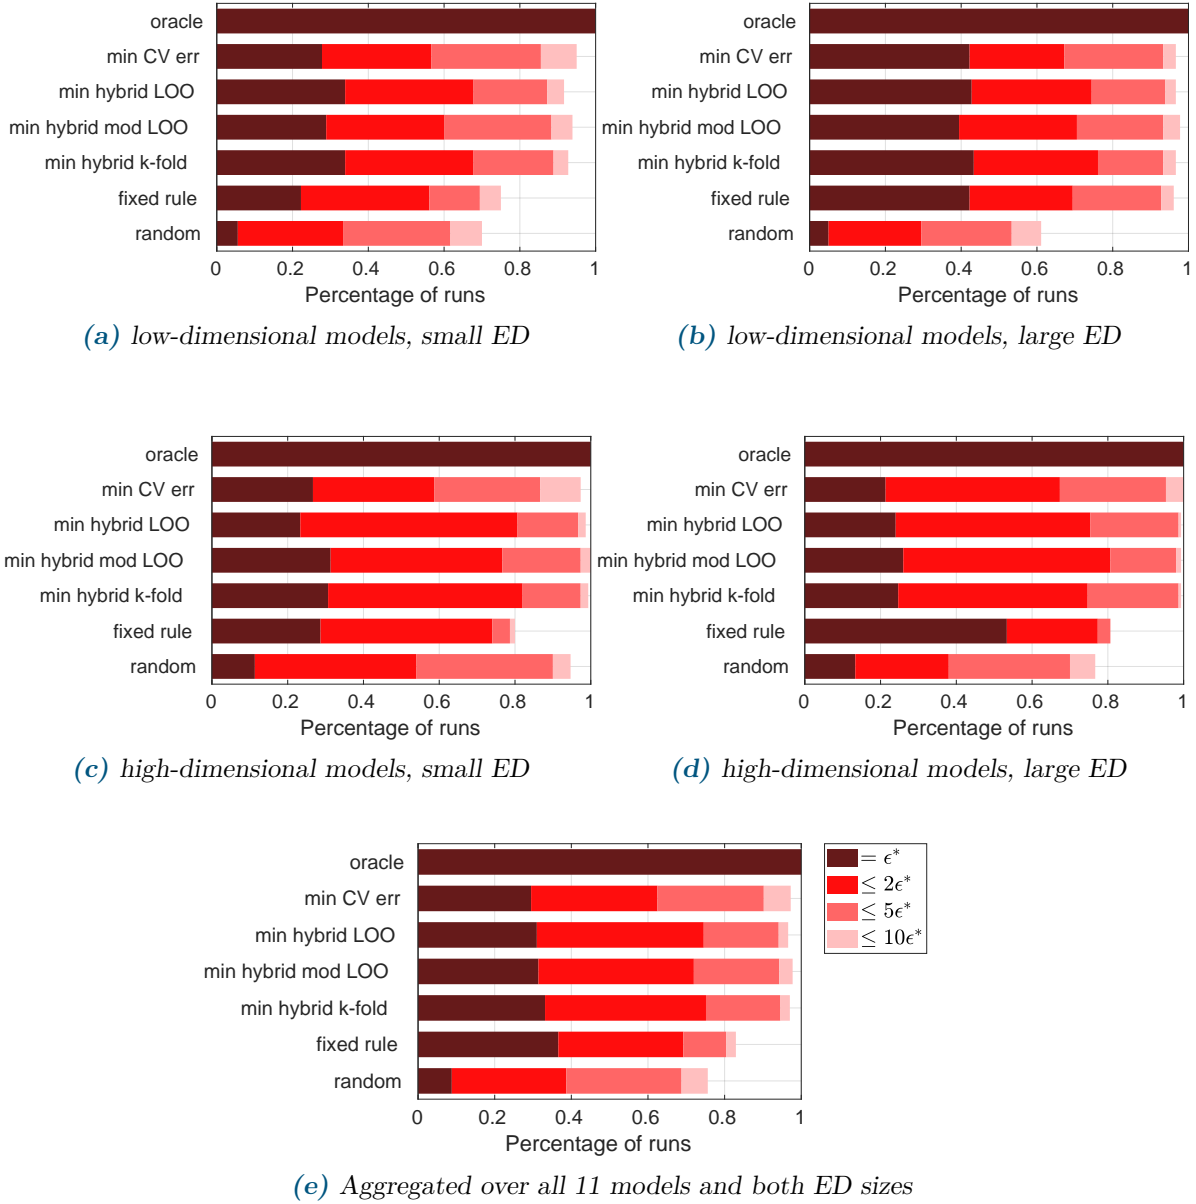 oracle
min CV err
min hybrid LOO
min hybrid mod LOO
min hybrid k-fold
fixed rule
random
0 0.2 0.4 0.6 0.8 1
Percentage of runs
(a) low-dimensional models, small ED
oracle
min CV err
min hybrid LOO
min hybrid mod LOO
min hybrid k-fold
fixed rule
random
0 0.2 0.4 0.6 0.8 1
Percentage of runs
(b) low-dimensional models, large ED
oracle
min CV err
min hybrid LOO
min hybrid mod LOO
min hybrid k-fold
fixed rule
random
0 0.2 0.4 0.6 0.8 1
Percentage of runs
(c) high-dimensional models, small ED
oracle
min CV err
min hybrid LOO
min hybrid mod LOO
min hybrid k-fold
fixed rule
random
0 0.2 0.4 0.6 0.8 1
Percentage of runs
(d) high-dimensional models, large ED
oracle
min CV err
min hybrid LOO
min hybrid mod LOO
min hybrid k-fold
fixed rule
random
0 0.2 0.4 0.6 0.8 1
Percentage of runs
= ϵ*
≤ 2ϵ*
≤ 5ϵ*
≤ 10ϵ*
(e) Aggregated over all 11 models and both ED sizes